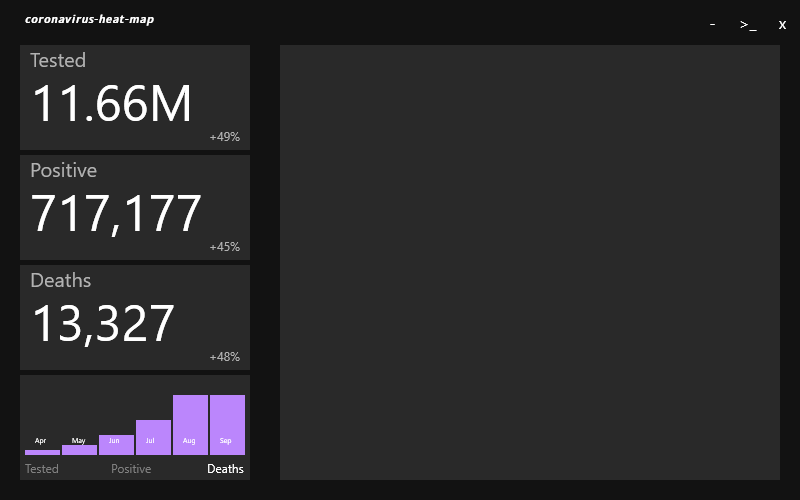 coronavirus-heat-map
- >_ x
Tested
11.66M
+49%
Positive
717,177
+45%
Deaths
13,327
+48%
Apr May Jun Jul Aug Sep
Tested Positive Deaths